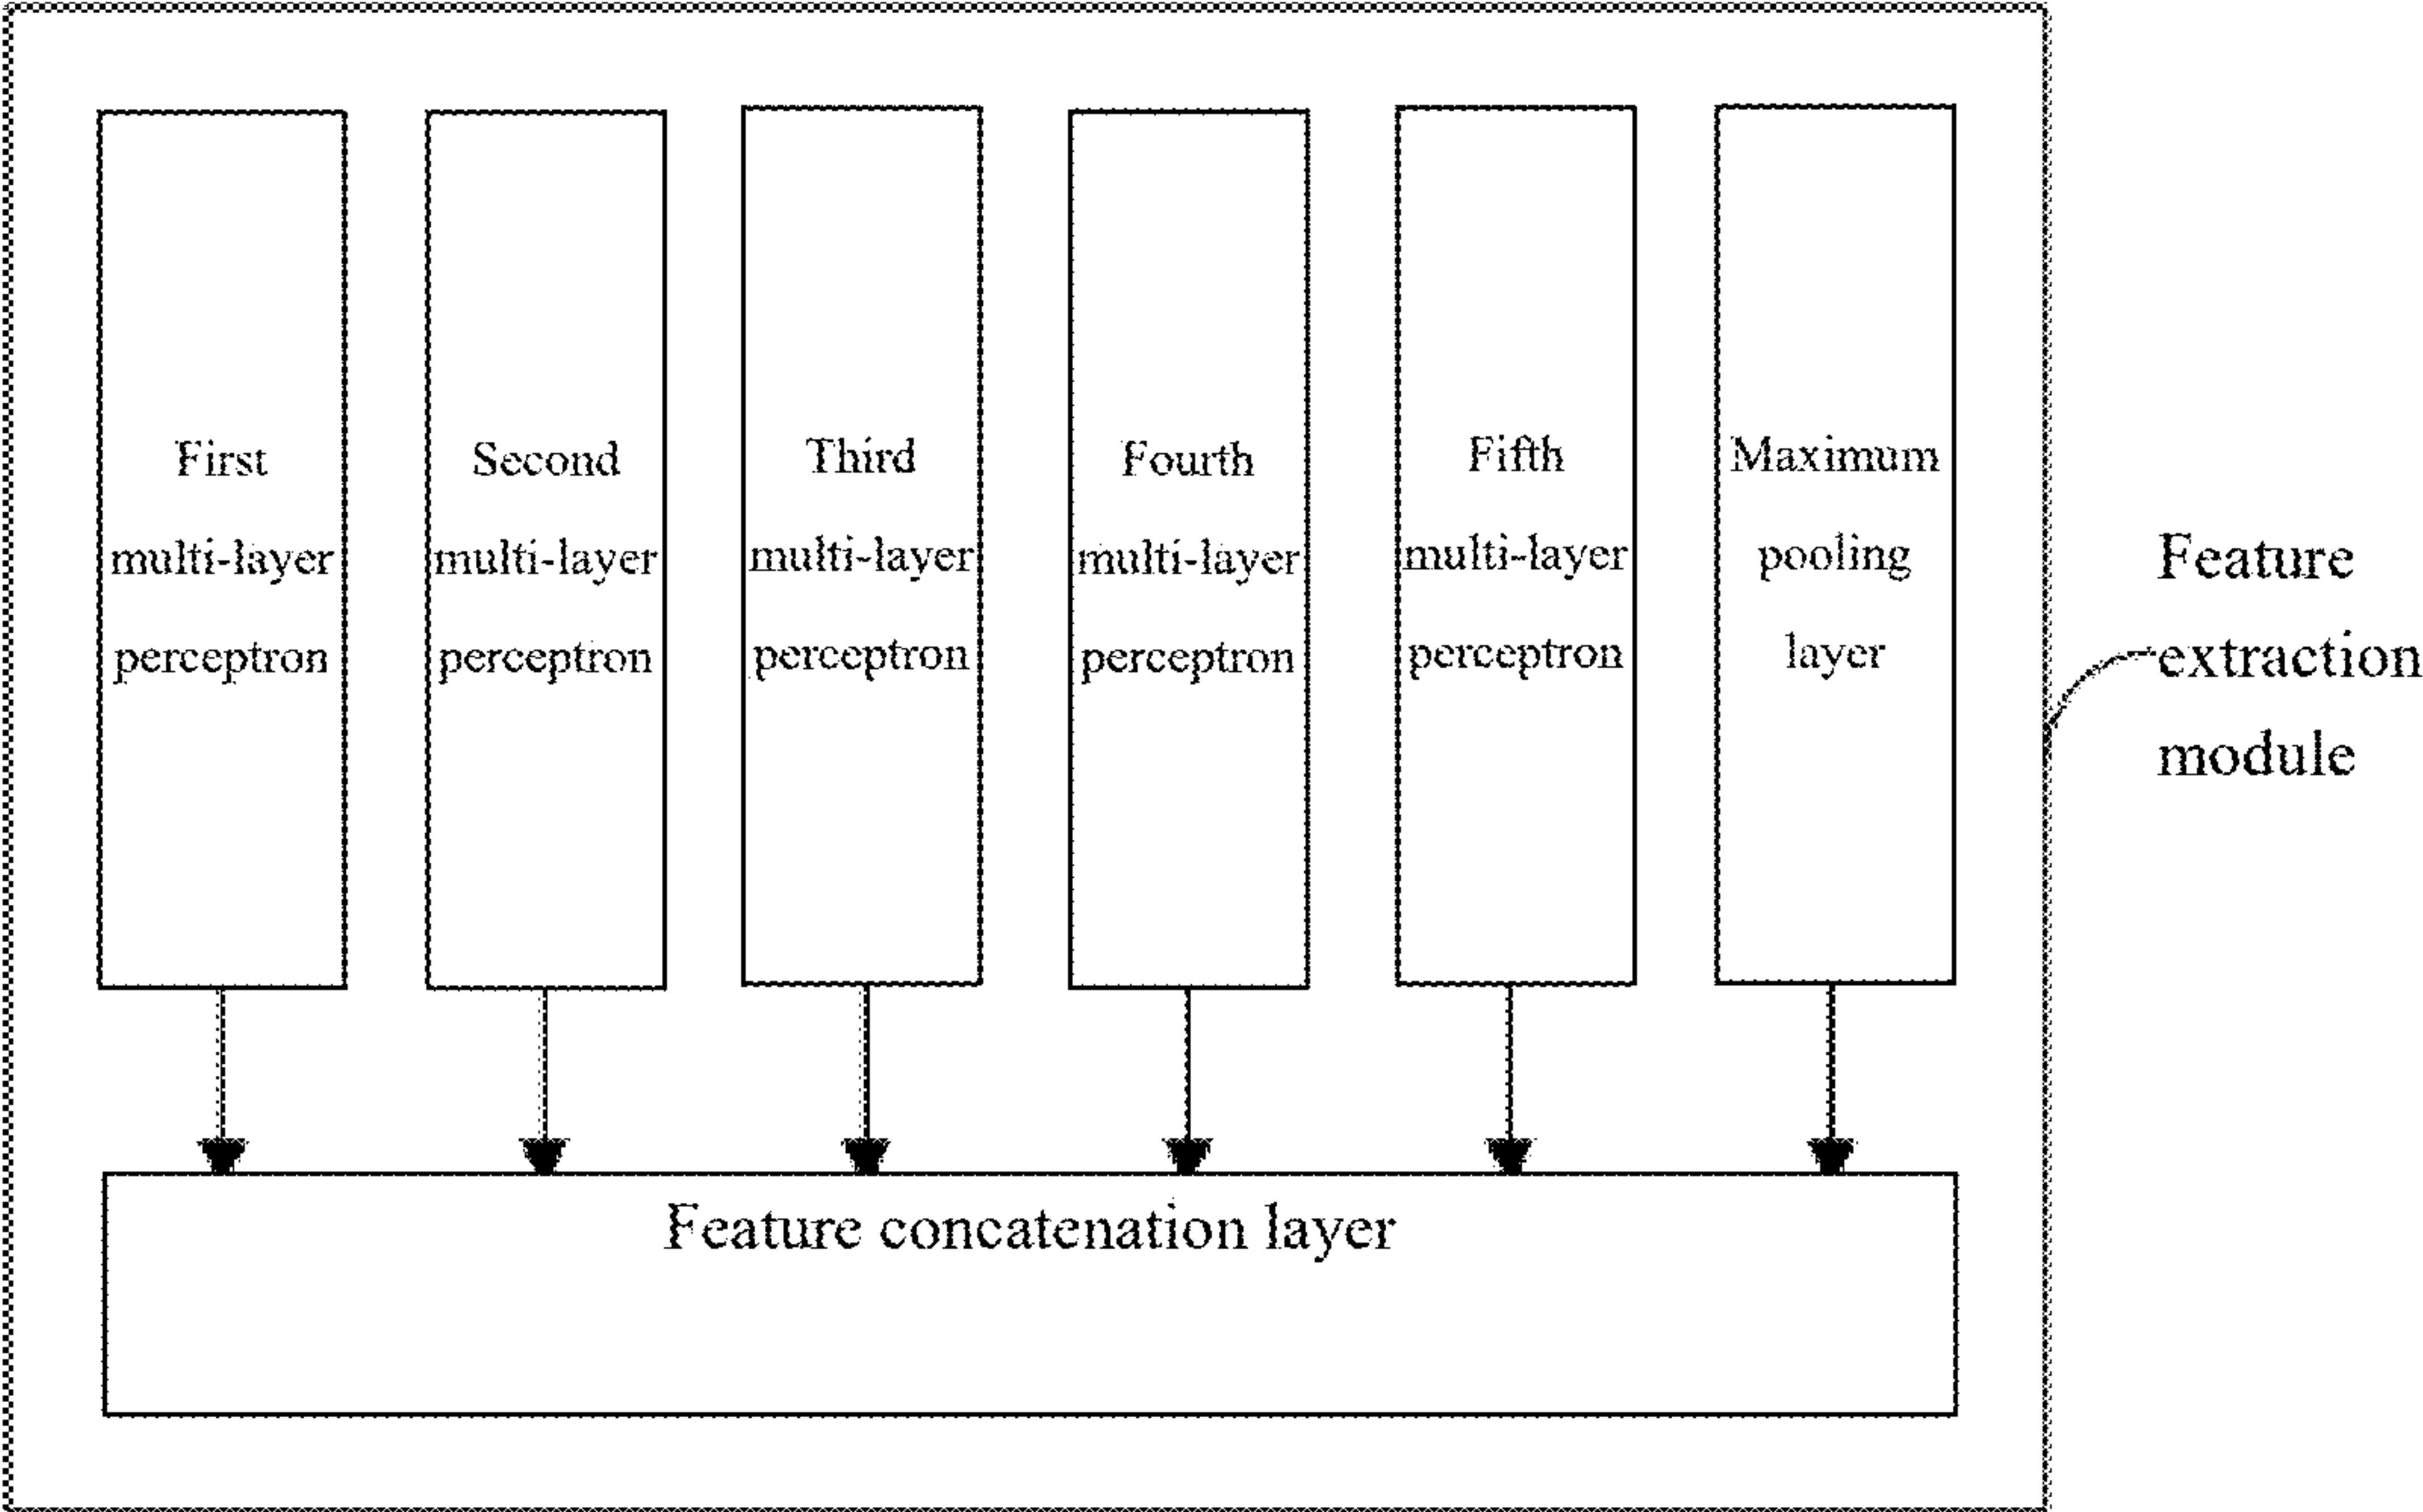 First
multi-layer
perceptron
Second
multi-layer
perceptron
Third
multi-layer
perceptron
Fourth
multi-layer
perceptron
Fifth
multi-layer
perceptron
Maximum
pooling
layer
Feature
extraction
module
Feature concatenation layer